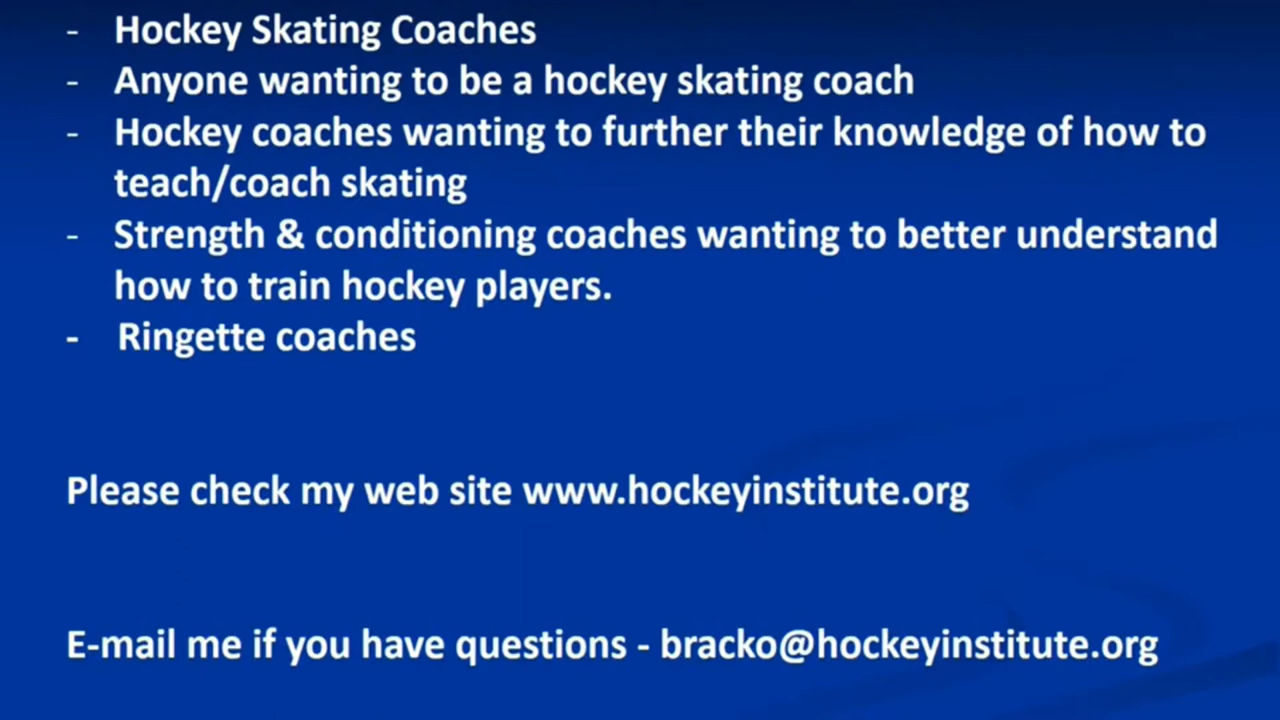 - Hockey Skating Coaches
- Anyone wanting to be a hockey skating coach
- Hockey coaches wanting to further their knowledge of how to
teach/coach skating
- Strength & conditioning coaches wanting to better understand
how to train hockey players.
- Ringette coaches
Please check my web site www.hockeyinstitute.org
E-mail me if you have questions - bracko@hockeyinstitute.org